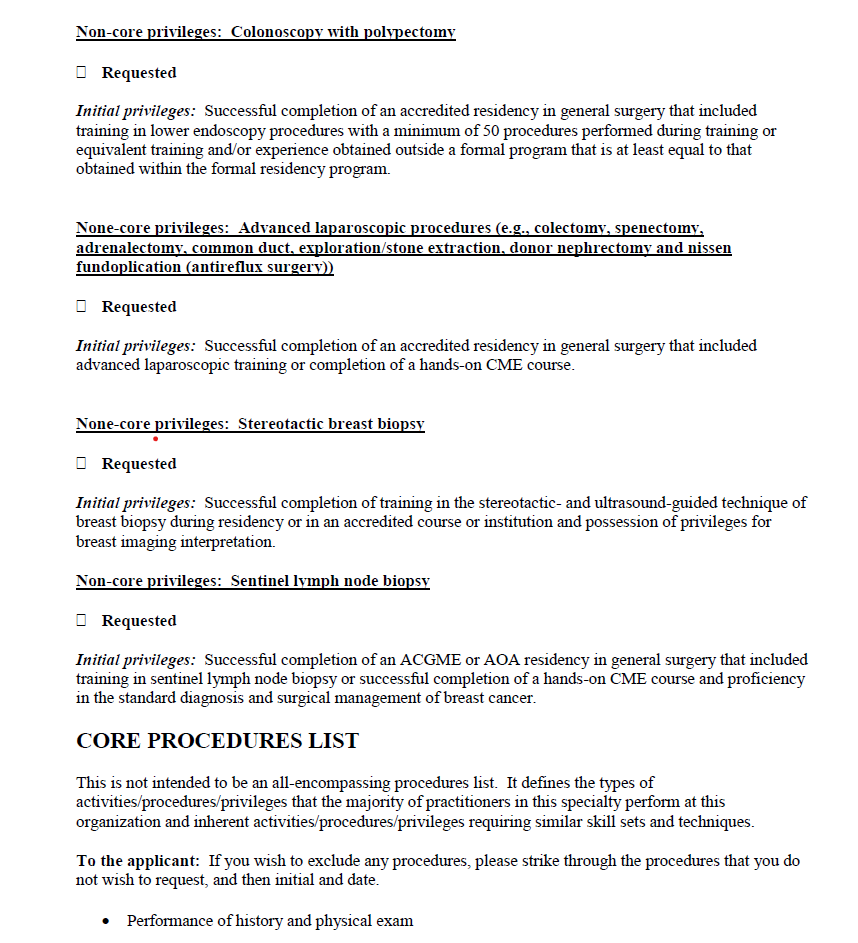 Non-core privileges:  Colonoscopy with polypectomy
Requested
Initial privileges:  Successful completion of an accredited residency in general surgery that included
training in lower endoscopy procedures with a minimum of 50 procedures performed during training or
equivalent training and/or experience obtained outside a formal program that is at least equal to that
obtained within the formal residency program.
None-core privileges:  Advanced laparoscopic procedures (e.g., colectomy, spenectomy,
adrenalectomy, common duct, exploration/stone extraction, donor nephrectomy and nissen
fundoplication (antireflux surgery))
Requested
Initial privileges:  Successful completion of an accredited residency in general surgery that included
advanced laparoscopic training or completion of a hands-on CME course.
None-core privileges:  Stereotactic breast biopsy
Requested
Initial privileges:  Successful completion of training in the stereotactic- and ultrasound-guided technique of
breast biopsy during residency or in an accredited course or institution and possession of privileges for
breast imaging interpretation.
Non-core privileges:  Sentinel lymph node biopsy
Requested
Initial privileges:  Successful completion of an ACGME or AOA residency in general surgery that included
training in sentinel lymph node biopsy or successful completion of a hands-on CME course and proficiency
in the standard diagnosis and surgical management of breast cancer.
CORE PROCEDURES LIST
This is not intended to be an all-encompassing procedures list.  It defines the types of
activities/procedures/privileges that the majority of practitioners in this specialty perform at this
organization and inherent activities/procedures/privileges requiring similar skill sets and techniques.
To the applicant:  If you wish to exclude any procedures, please strike through the procedures that you do
not wish to request, and then initial and date.
• Performance of history and physical exam